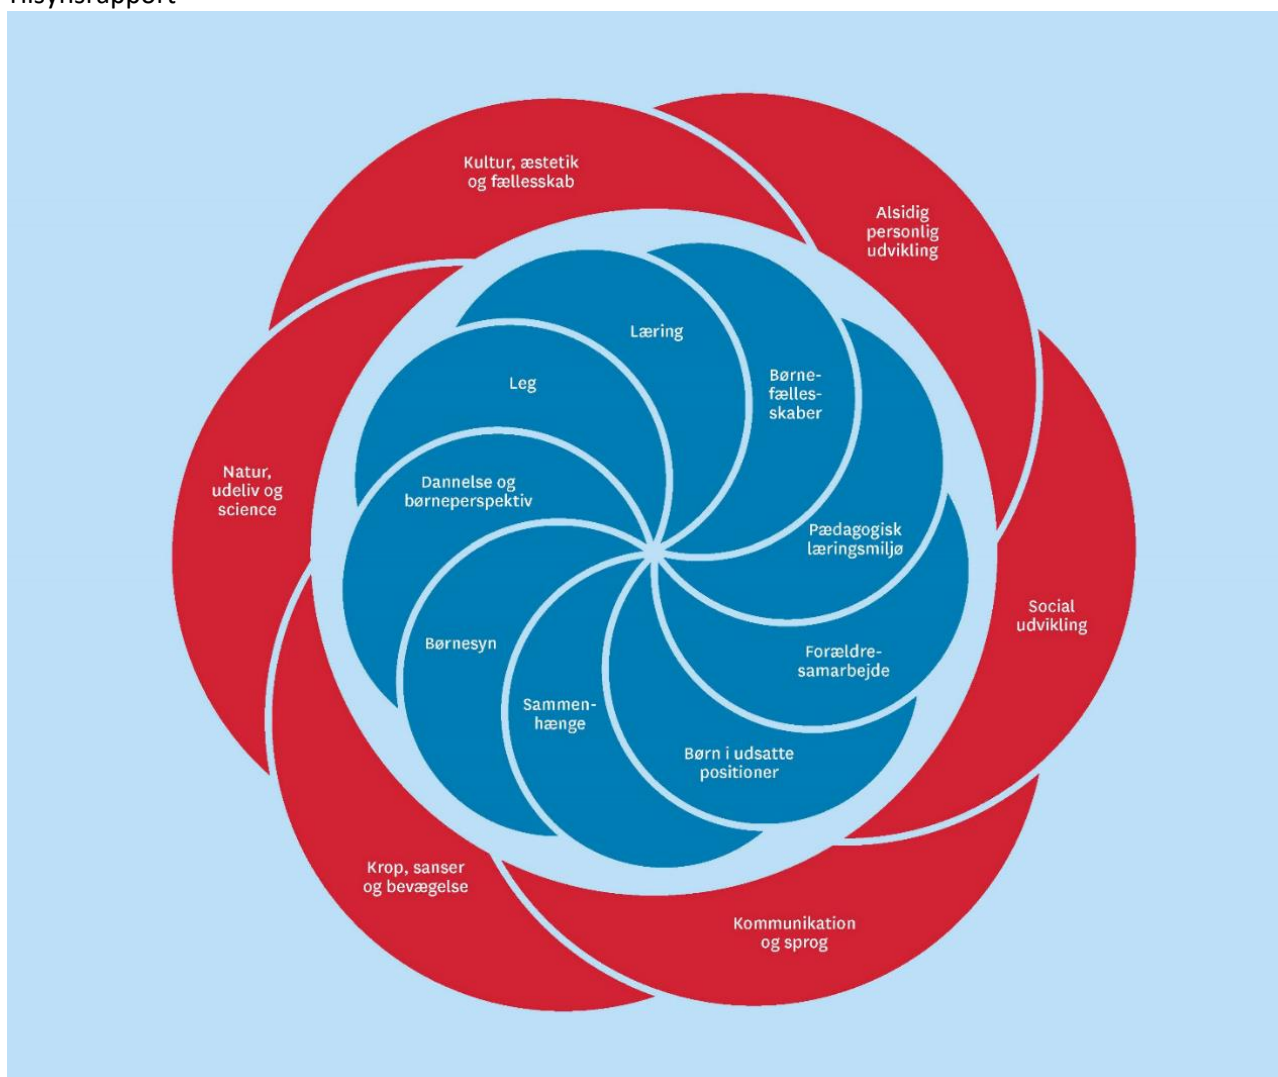 Tilsynsrapport
Kultur, æstetik
og fællesskab
Alsidig
personlig
udvikling
Social
udvikling
Kommunikation
og sprog
Krop, sanser
og bevægelse
Natur,
udeliv og
science
Læring
Børne-
fælles-
skaber
Pædagogisk
læringsmiljø
Forældre-
samarbejde
Børn i udsatte
positioner
Sammen-
hænge
Børnesyn
Dannelse og
børneperspektiv
Leg